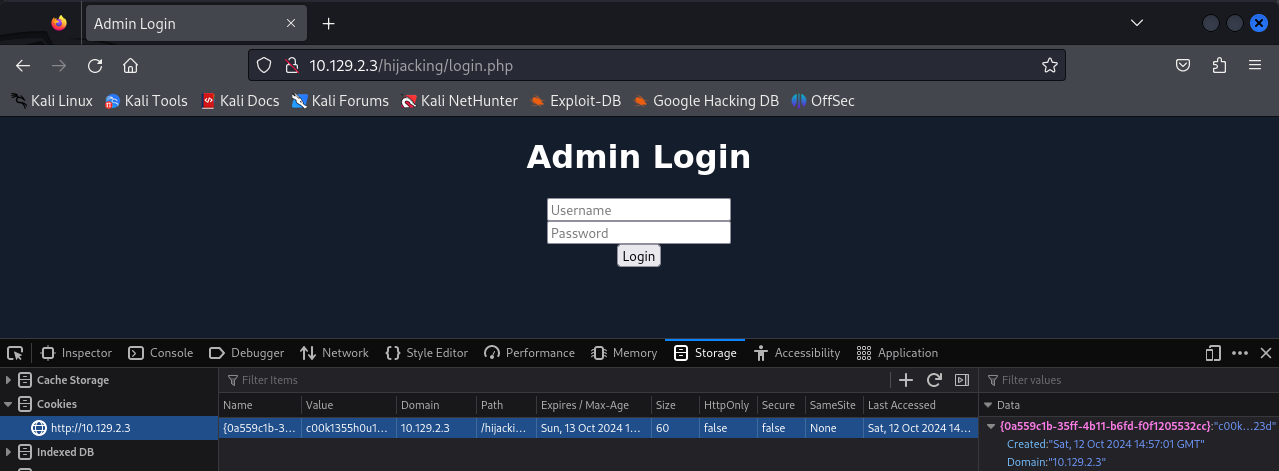 Admin Login
10.129.2.3/hijacking/login.php
Kali Linux Kali Tools Kali Docs Kali Forums Kali NetHunter Exploit-DB Google Hacking DB OffSec
Admin Login
Username
Password
Login
Inspector Console Debugger Network Style Editor Performance Memory Storage Accessibility Application
Cache Storage Filter Items Filter values
Cookies Name Value Domain Path Expires / Max-Age Size HttpOnly Secure SameSite Last Accessed Data
http://10.129.2.3 {0a559c1b-3... c00k1355h0u1... 10.129.2.3 /hijacki... Sun, 13 Oct 2024 1... 60 false false None Sat, 12 Oct 2024 14:... {0a559c1b-35ff-4b11-b6fd-f0f1205532cc}:"c00k...23d"
Created:"Sat, 12 Oct 2024 14:57:01 GMT"
Indexed DB Domain:"10.129.2.3"